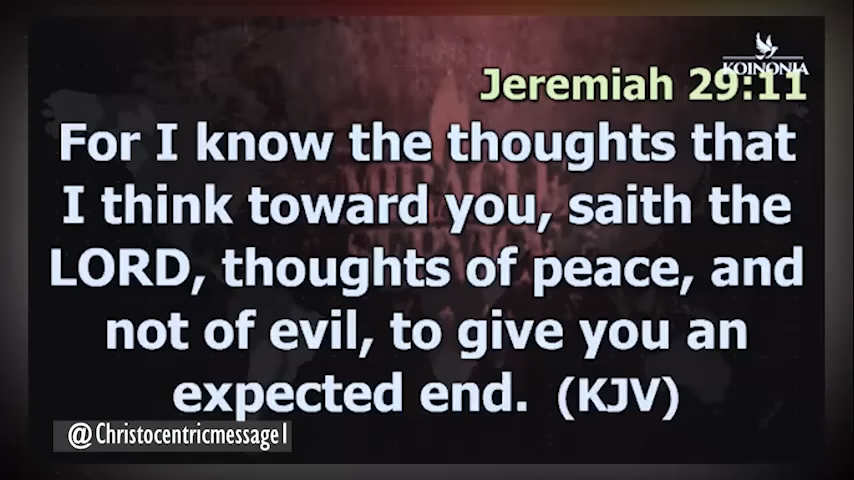 KOINONIA
Jeremiah 29:11
For I know the thoughts that
I think toward you, saith the
LORD, thoughts of peace, and
not of evil, to give you an
expected end. (KJV)
@Christocentricmessage1